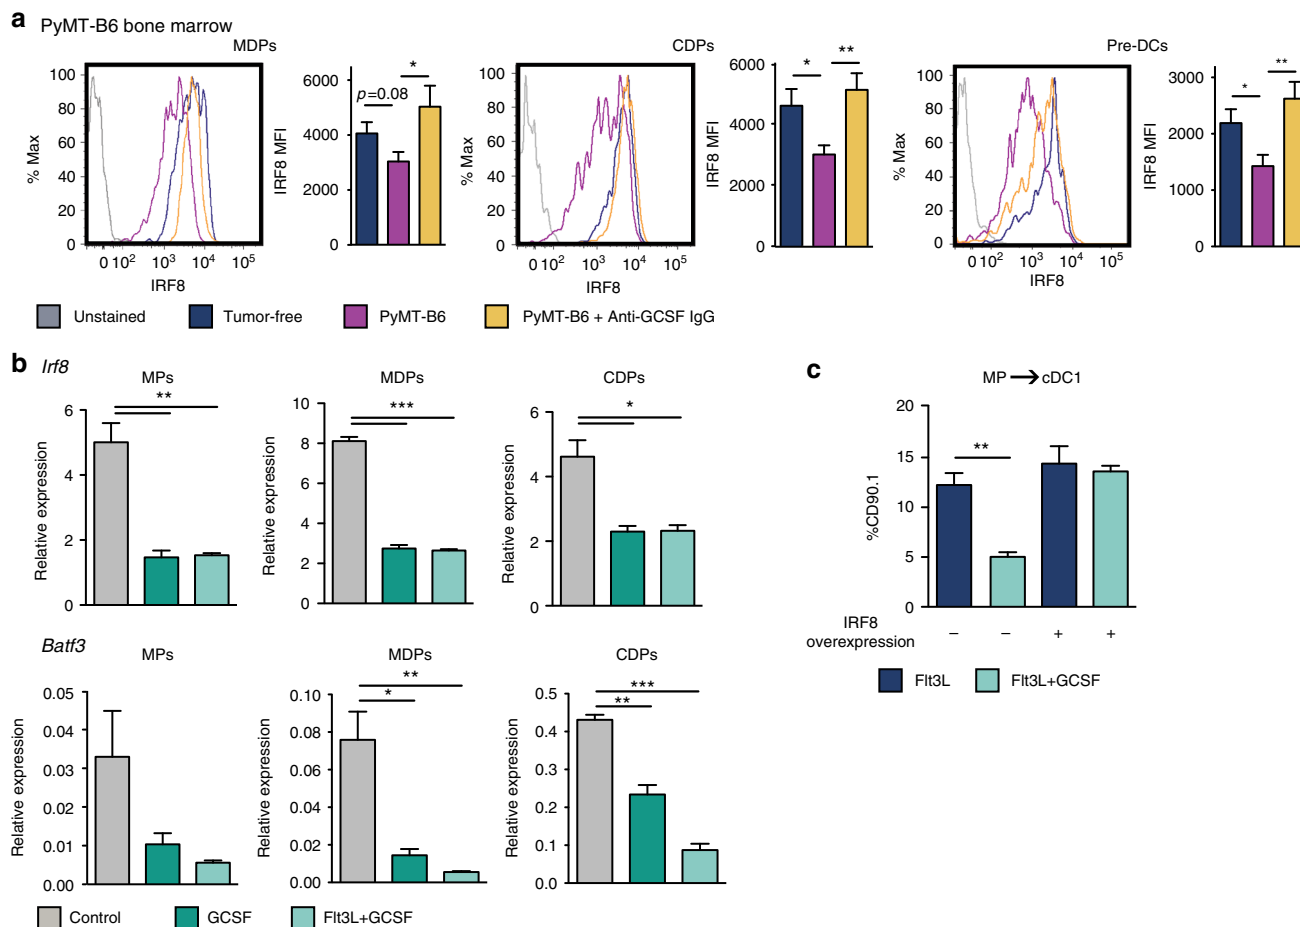 a PyMT-B6 bone marrow
MDPs
CDPs
Pre-DCs
100
80
60
40
20
0
% Max
0 10²
10³
10⁴
10⁵
IRF8
6000
4000
2000
0
IRF8 MFI
p=0.08
*
100
80
60
40
20
0
% Max
0 10²
10³
10⁴
10⁵
IRF8
6000
4000
2000
0
IRF8 MFI
*
**
100
80
60
40
20
0
% Max
0 10²
10³
10⁴
10⁵
IRF8
3000
2000
1000
0
IRF8 MFI
*
**
Unstained
Tumor-free
PyMT-B6
PyMT-B6 + Anti-GCSF IgG
b Irf8
MPs
6
4
2
0
Relative expression
**
MDPs
10
8
6
4
2
0
Relative expression
***
CDPs
6
4
2
0
Relative expression
*
Batf3
MPs
0.05
0.04
0.03
0.02
0.01
0.00
Relative expression
MDPs
0.10
0.08
0.06
0.04
0.02
0.00
Relative expression
**
*
CDPs
0.5
0.4
0.3
0.2
0.1
0.0
Relative expression
***
**
Control
GCSF
Flt3L+GCSF
c
MP → cDC1
20
15
10
5
0
%CD90.1
**
IRF8
overexpression
– – + +
Flt3L
Flt3L+GCSF